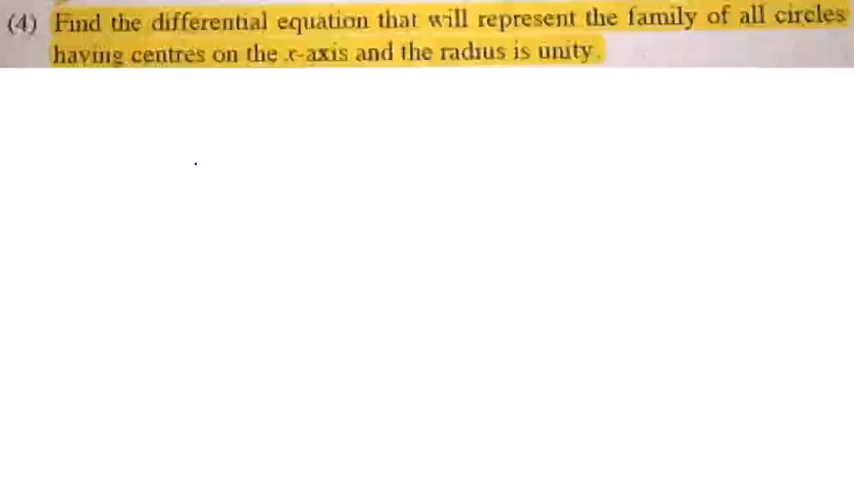 (4) Find the differential equation that will represent the family of all circles
having centres on the x-axis and the radius is unity.